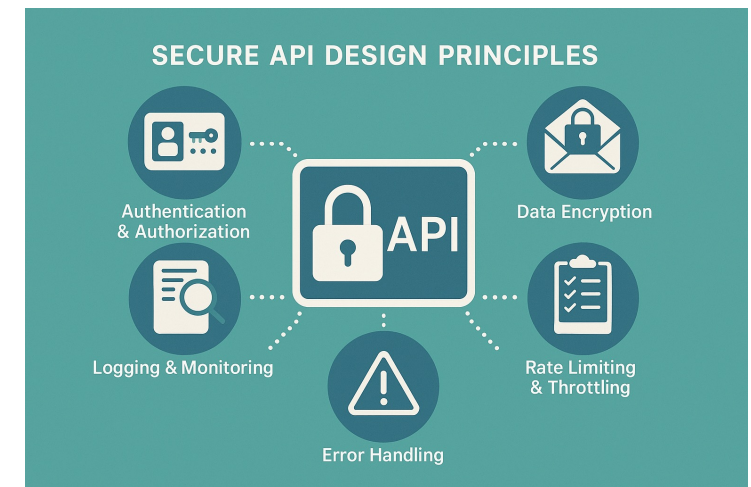 SECURE API DESIGN PRINCIPLES
Authentication
& Authorization
API
Data Encryption
Logging & Monitoring
Rate Limiting
& Throttling
Error Handling